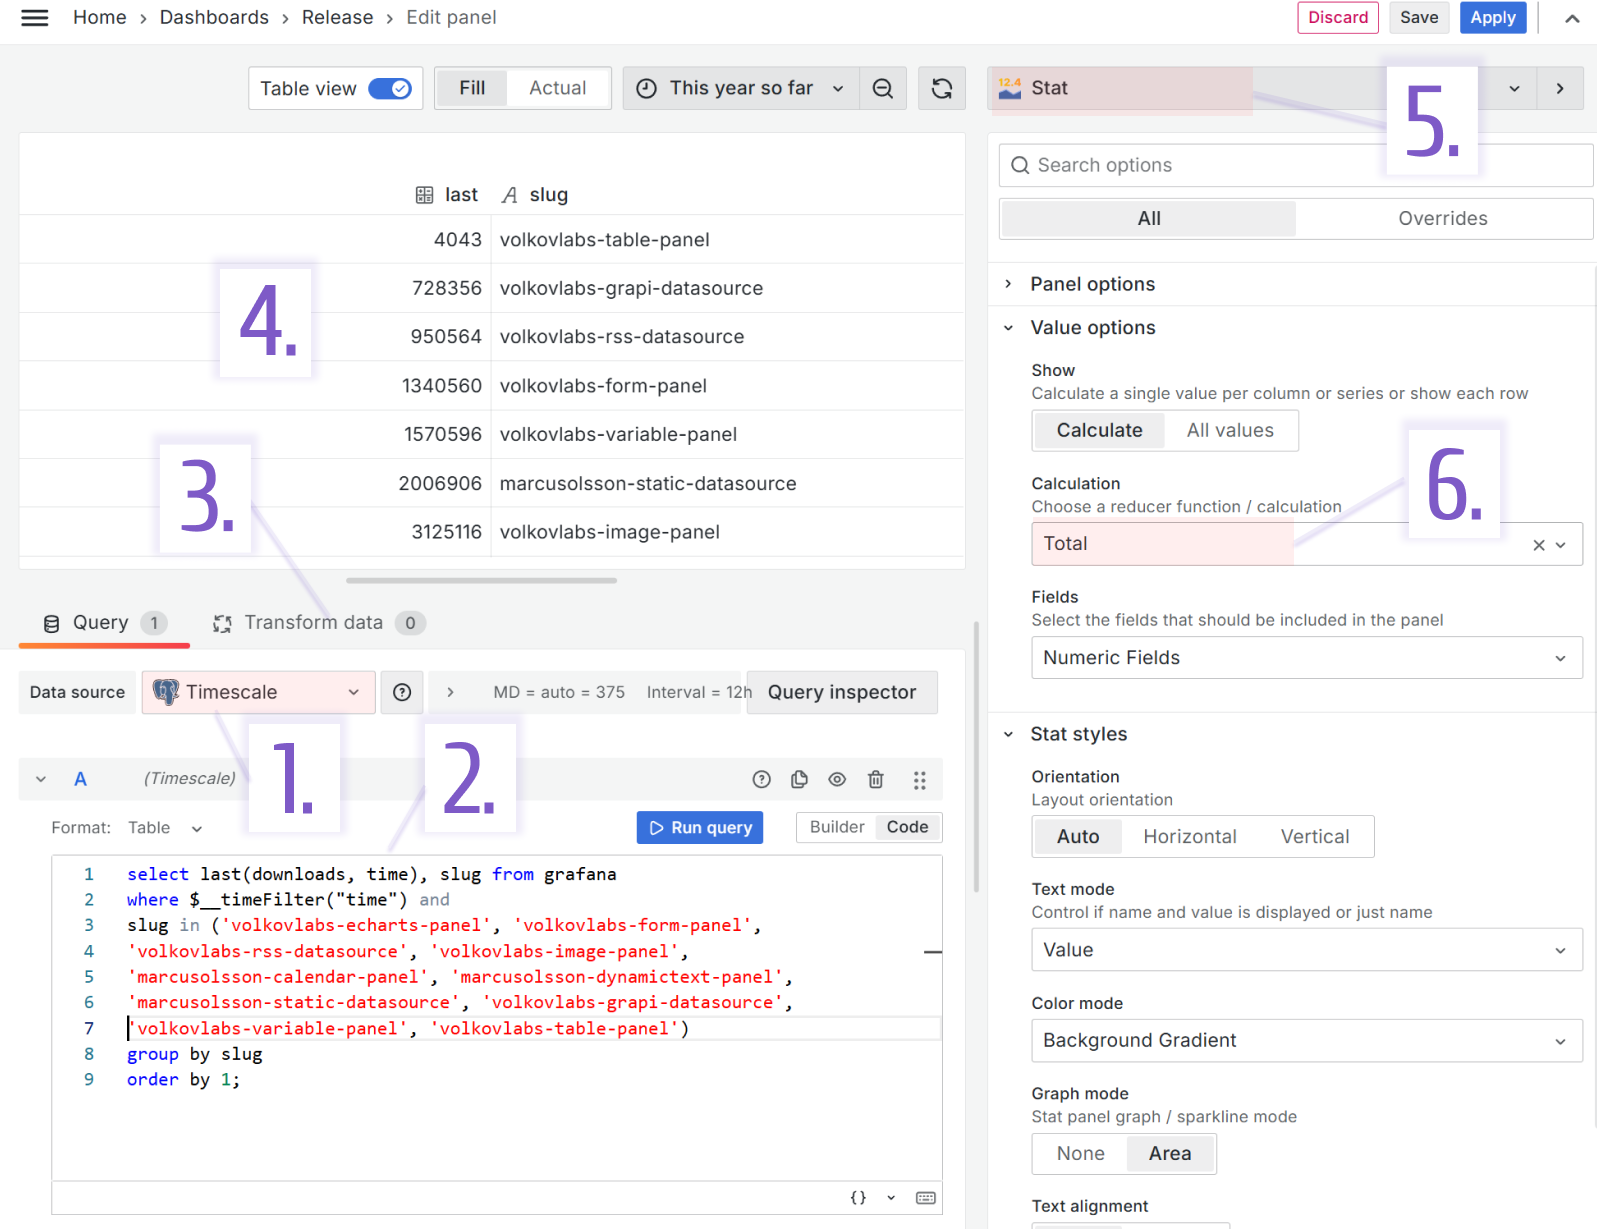 Home › Dashboards › Release › Edit panel
Discard Save Apply
Table view Fill Actual This year so far
12.4 Stat
5.
Search options
All Overrides
last slug
4043 volkovlabs-table-panel
728356 volkovlabs-grapi-datasource
950564 volkovlabs-rss-datasource
1340560 volkovlabs-form-panel
1570596 volkovlabs-variable-panel
2006906 marcusolsson-static-datasource
3125116 volkovlabs-image-panel
4.
3.
Query 1 Transform data 0
Data source Timescale MD = auto = 375 Interval = 12h Query inspector
1.
2.
A (Timescale)
Format: Table Run query Builder Code
1 select last(downloads, time), slug from grafana
2 where $__timeFilter("time") and
3 slug in ('volkovlabs-echarts-panel', 'volkovlabs-form-panel',
4 'volkovlabs-rss-datasource', 'volkovlabs-image-panel',
5 'marcusolsson-calendar-panel', 'marcusolsson-dynamictext-panel',
6 'marcusolsson-static-datasource', 'volkovlabs-grapi-datasource',
7 'volkovlabs-variable-panel', 'volkovlabs-table-panel')
8 group by slug
9 order by 1;
{}
Panel options
Value options
Show
Calculate a single value per column or series or show each row
Calculate All values
Calculation
Choose a reducer function / calculation
6.
Total
Fields
Select the fields that should be included in the panel
Numeric Fields
Stat styles
Orientation
Layout orientation
Auto Horizontal Vertical
Text mode
Control if name and value is displayed or just name
Value
Color mode
Background Gradient
Graph mode
Stat panel graph / sparkline mode
None Area
Text alignment